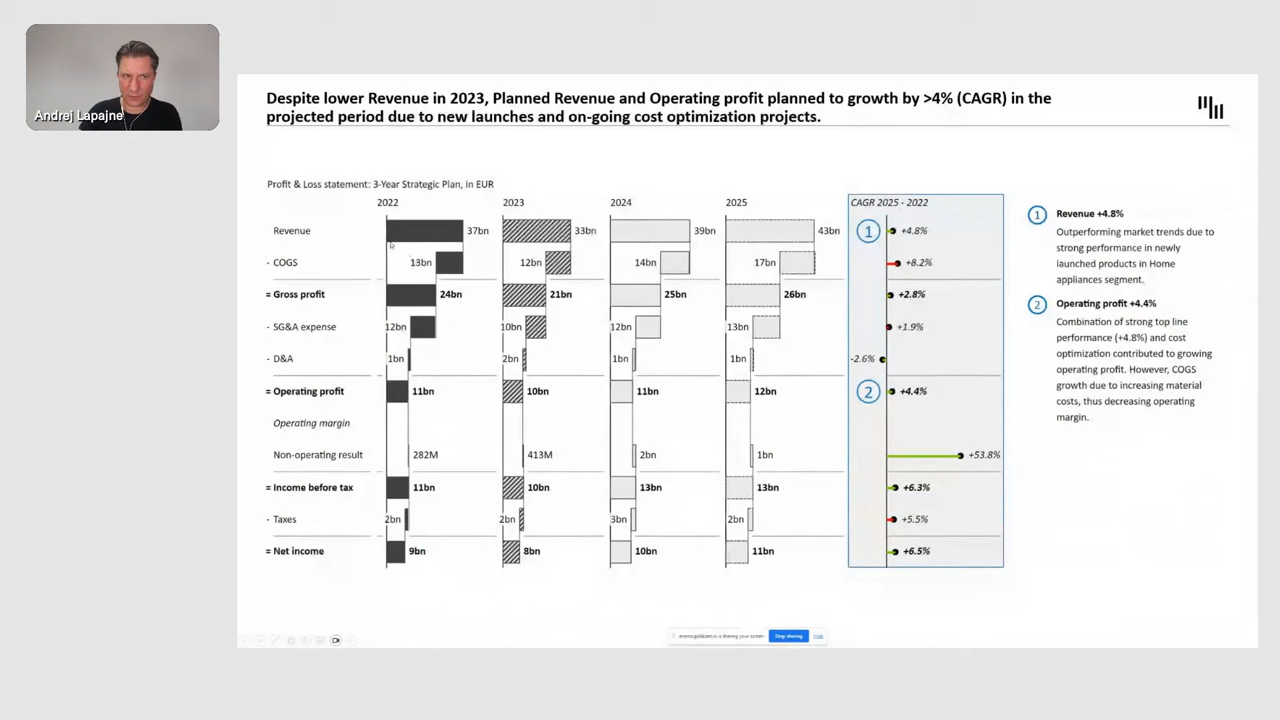 Andrej Lapajne
Despite lower Revenue in 2023, Planned Revenue and Operating profit planned to growth by >4% (CAGR) in the
projected period due to new launches and on-going cost optimization projects.
Profit & Loss statement: 3-Year Strategic Plan, in EUR
2022 2023 2024 2025 CAGR 2025 - 2022
Revenue 37bn 33bn 39bn 43bn 1 +4.8%
- COGS 13bn 12bn 14bn 17bn +8.2%
= Gross profit 24bn 21bn 25bn 26bn +2.8%
- SG&A expense 12bn 10bn 12bn 13bn +1.9%
- D&A 1bn 2bn 1bn 1bn -2.6%
= Operating profit 11bn 10bn 11bn 12bn 2 +4.4%
Operating margin
Non-operating result 282M 413M 2bn 1bn +53.8%
= Income before tax 11bn 10bn 13bn 13bn +6.3%
- Taxes 2bn 2bn 3bn 2bn +5.5%
= Net income 9bn 8bn 10bn 11bn +6.5%
1 Revenue +4.8%
Outperforming market trends due to
strong performance in newly
launched products in Home
appliances segment.
2 Operating profit +4.4%
Combination of strong top line
performance (+4.8%) and cost
optimization contributed to growing
operating profit. However, COGS
growth due to increasing material
costs, thus decreasing operating
margin.
is sharing your screen. Stop sharing Hide